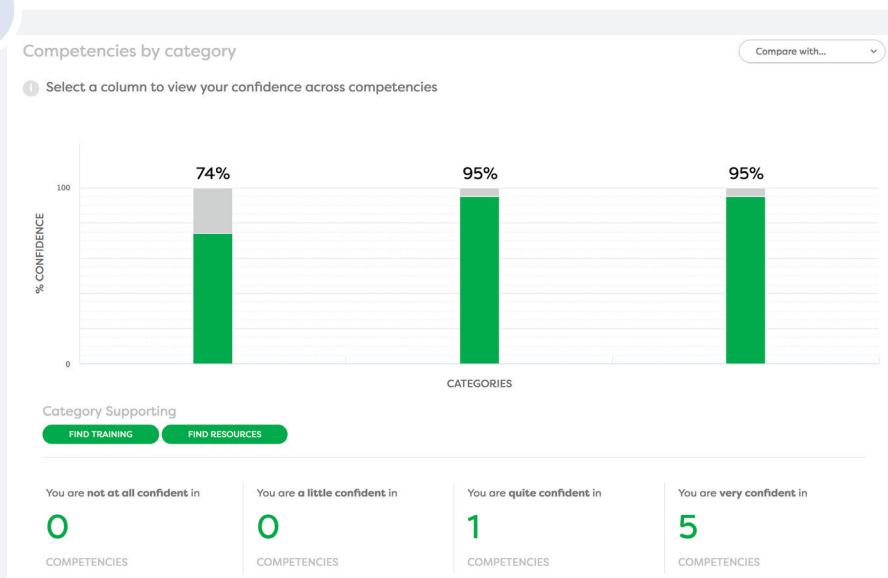 Competencies by category
Compare with...
i Select a column to view your confidence across competencies
74%
95%
95%
100
% CONFIDENCE
0
CATEGORIES
Category Supporting
FIND TRAINING
FIND RESOURCES
You are not at all confident in
0
COMPETENCIES
You are a little confident in
0
COMPETENCIES
You are quite confident in
1
COMPETENCIES
You are very confident in
5
COMPETENCIES